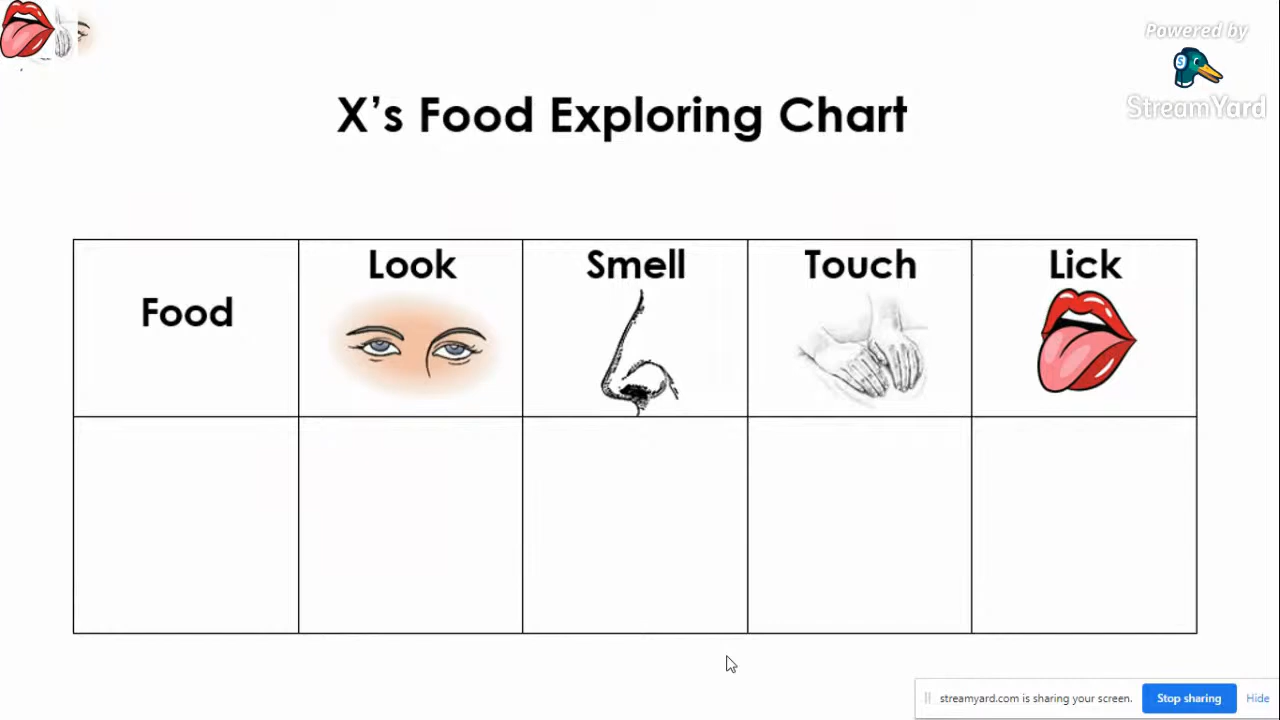 Powered by
S
StreamYard
X’s Food Exploring Chart
Food
Look
Smell
Touch
Lick
streamyard.com is sharing your screen.
Stop sharing
Hide